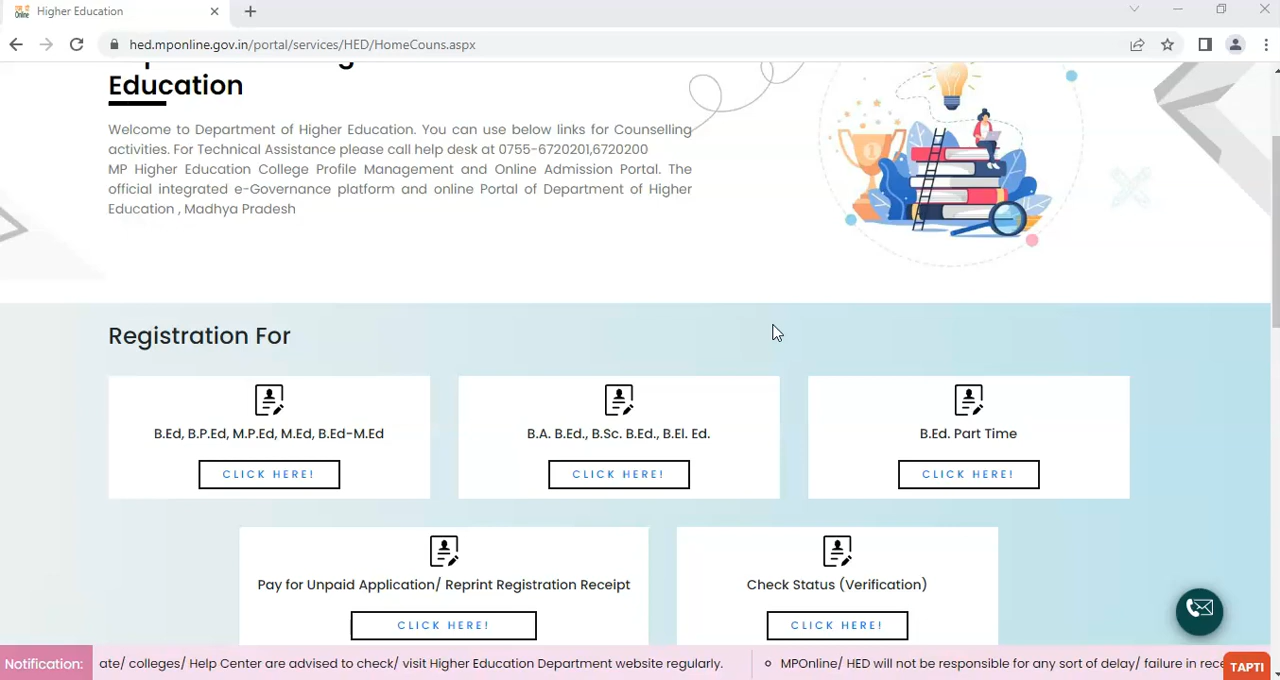 Higher Education
hed.mponline.gov.in/portal/services/HED/HomeCouns.aspx
Education
Welcome to Department of Higher Education. You can use below links for Counselling
activities. For Technical Assistance please call help desk at 0755-6720201,6720200
MP Higher Education College Profile Management and Online Admission Portal. The
official integrated e-Governance platform and online Portal of Department of Higher
Education , Madhya Pradesh
1
Registration For
B.Ed, B.P.Ed, M.P.Ed, M.Ed, B.Ed-M.Ed
CLICK HERE!
B.A. B.Ed., B.Sc. B.Ed., B.El. Ed.
CLICK HERE!
B.Ed. Part Time
CLICK HERE!
Pay for Unpaid Application/ Reprint Registration Receipt
CLICK HERE!
Check Status (Verification)
CLICK HERE!
Notification: ate/ colleges/ Help Center are advised to check/ visit Higher Education Department website regularly. MPOnline/ HED will not be responsible for any sort of delay/ failure in rece
TAPTI